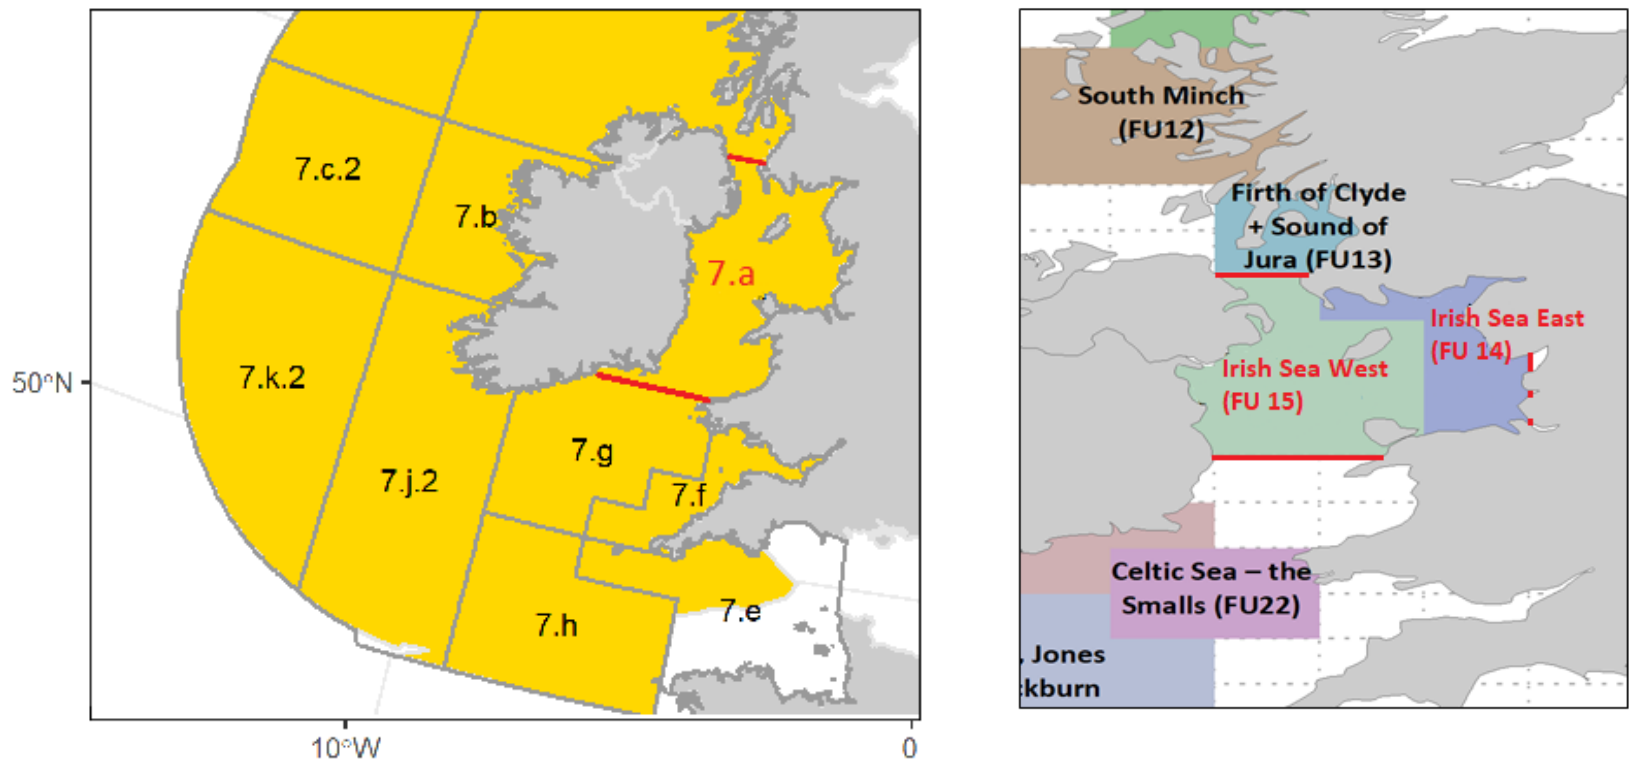 7.c.2
7.b
7.a
50°N
7.k.2
7.g
7.j.2
7.f
7.e
7.h
10°W
0
South Minch
(FU12)
Firth of Clyde
+ Sound of
Jura (FU13)
Irish Sea East
(FU 14)
Irish Sea West
(FU 15)
Celtic Sea – the
Smalls (FU22)
, Jones
ckburn